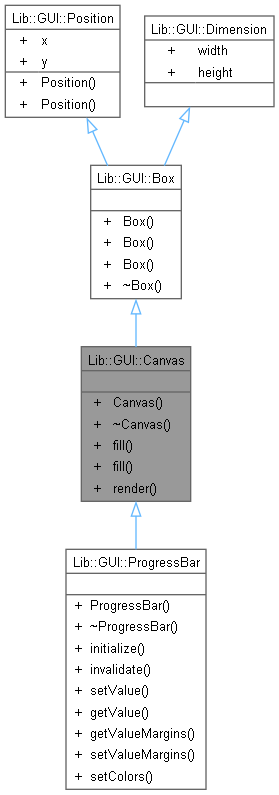 Lib::GUI::Position
+ x
+ y
+ Position()
+ Position()
Lib::GUI::Dimension
+ width
+ height
Lib::GUI::Box
+ Box()
+ Box()
+ Box()
+ ~Box()
Lib::GUI::Canvas
+ Canvas()
+ ~Canvas()
+ fill()
+ fill()
+ render()
Lib::GUI::ProgressBar
+ ProgressBar()
+ ~ProgressBar()
+ initialize()
+ invalidate()
+ setValue()
+ getValue()
+ getValueMargins()
+ setValueMargins()
+ setColors()